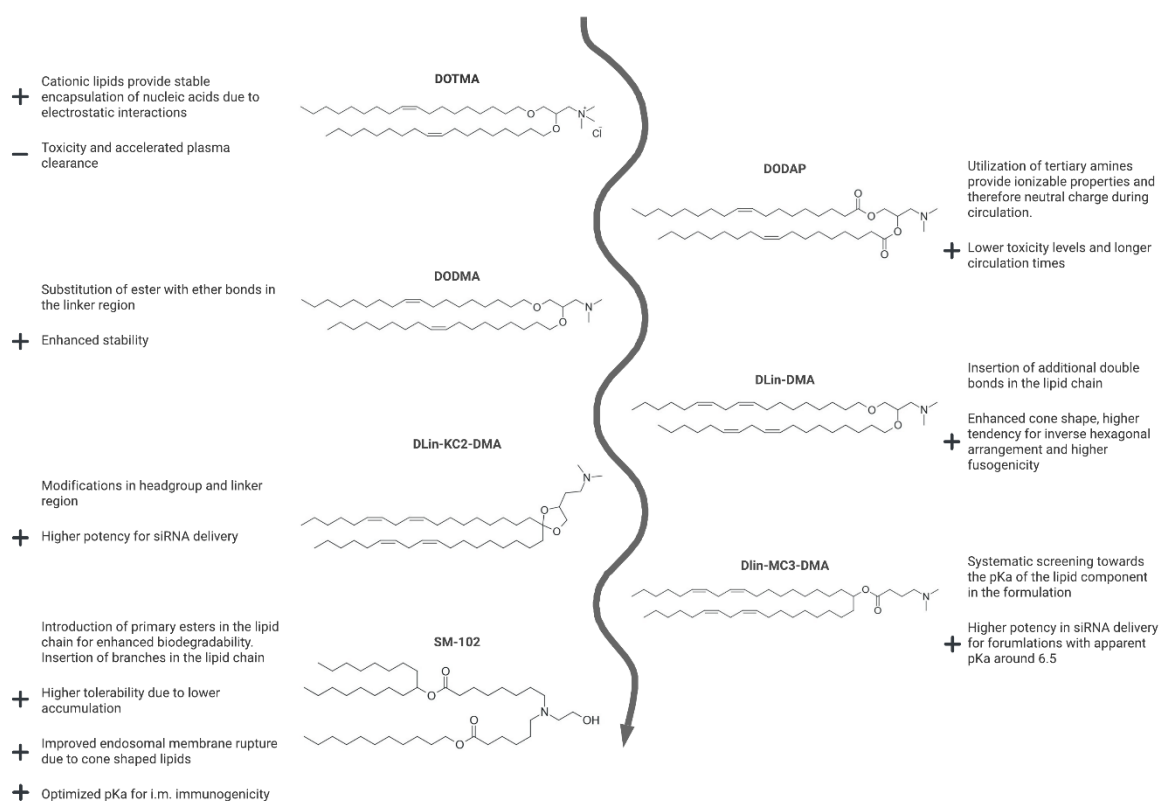 DOTMA
+ Cationic lipids provide stable
encapsulation of nucleic acids due to
electrostatic interactions
− Toxicity and accelerated plasma
clearance
O
O
N+
Cl-
DODAP
Utilization of tertiary amines
provide ionizable properties and
therefore neutral charge during
circulation.
+ Lower toxicity levels and longer
circulation times
O
O
N
O
O
DODMA
Substitution of ester with ether bonds in
the linker region
+ Enhanced stability
O
N
O
DLin-DMA
Insertion of additional double
bonds in the lipid chain
+ Enhanced cone shape, higher
tendency for inverse hexagonal
arrangement and higher
fusogenicity
O
N
O
DLin-KC2-DMA
Modifications in headgroup and linker
region
+ Higher potency for siRNA delivery
N
O
O
Dlin-MC3-DMA
Systematic screening towards
the pKa of the lipid component
in the formulation
+ Higher potency in siRNA delivery
for forumlations with apparent
pKa around 6.5
O
N
O
SM-102
Introduction of primary esters in the lipid
chain for enhanced biodegradability.
Insertion of branches in the lipid chain
+ Higher tolerability due to lower
accumulation
+ Improved endosomal membrane rupture
due to cone shaped lipids
+ Optimized pKa for i.m. immunogenicity
O
O
N
OH
O
O